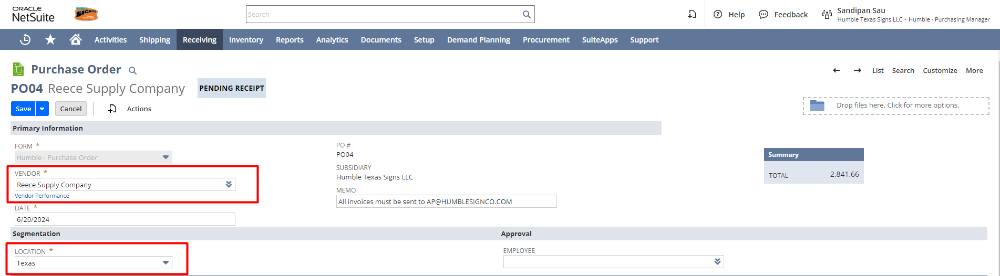 ORACLE
NetSuite
HUMBLE
SIGN CO
Search
Help
Feedback
Sandipan Sau
Humble Texas Signs LLC - Humble - Purchasing Manager
Activities
Shipping
Receiving
Inventory
Reports
Analytics
Documents
Setup
Demand Planning
Procurement
SuiteApps
Support
Purchase Order
List
Search
Customize
More
PO04 Reece Supply Company
PENDING RECEIPT
Save
Cancel
Actions
Drop files here. Click for more options.
Primary Information
FORM *
Humble - Purchase Order
VENDOR *
Reece Supply Company
Vendor Performance
DATE *
6/20/2024
PO #
PO04
SUBSIDIARY
Humble Texas Signs LLC
MEMO
All invoices must be sent to AP@HUMBLESIGNCO.COM
Summary
TOTAL 2,841.66
Segmentation
LOCATION *
Texas
Approval
EMPLOYEE